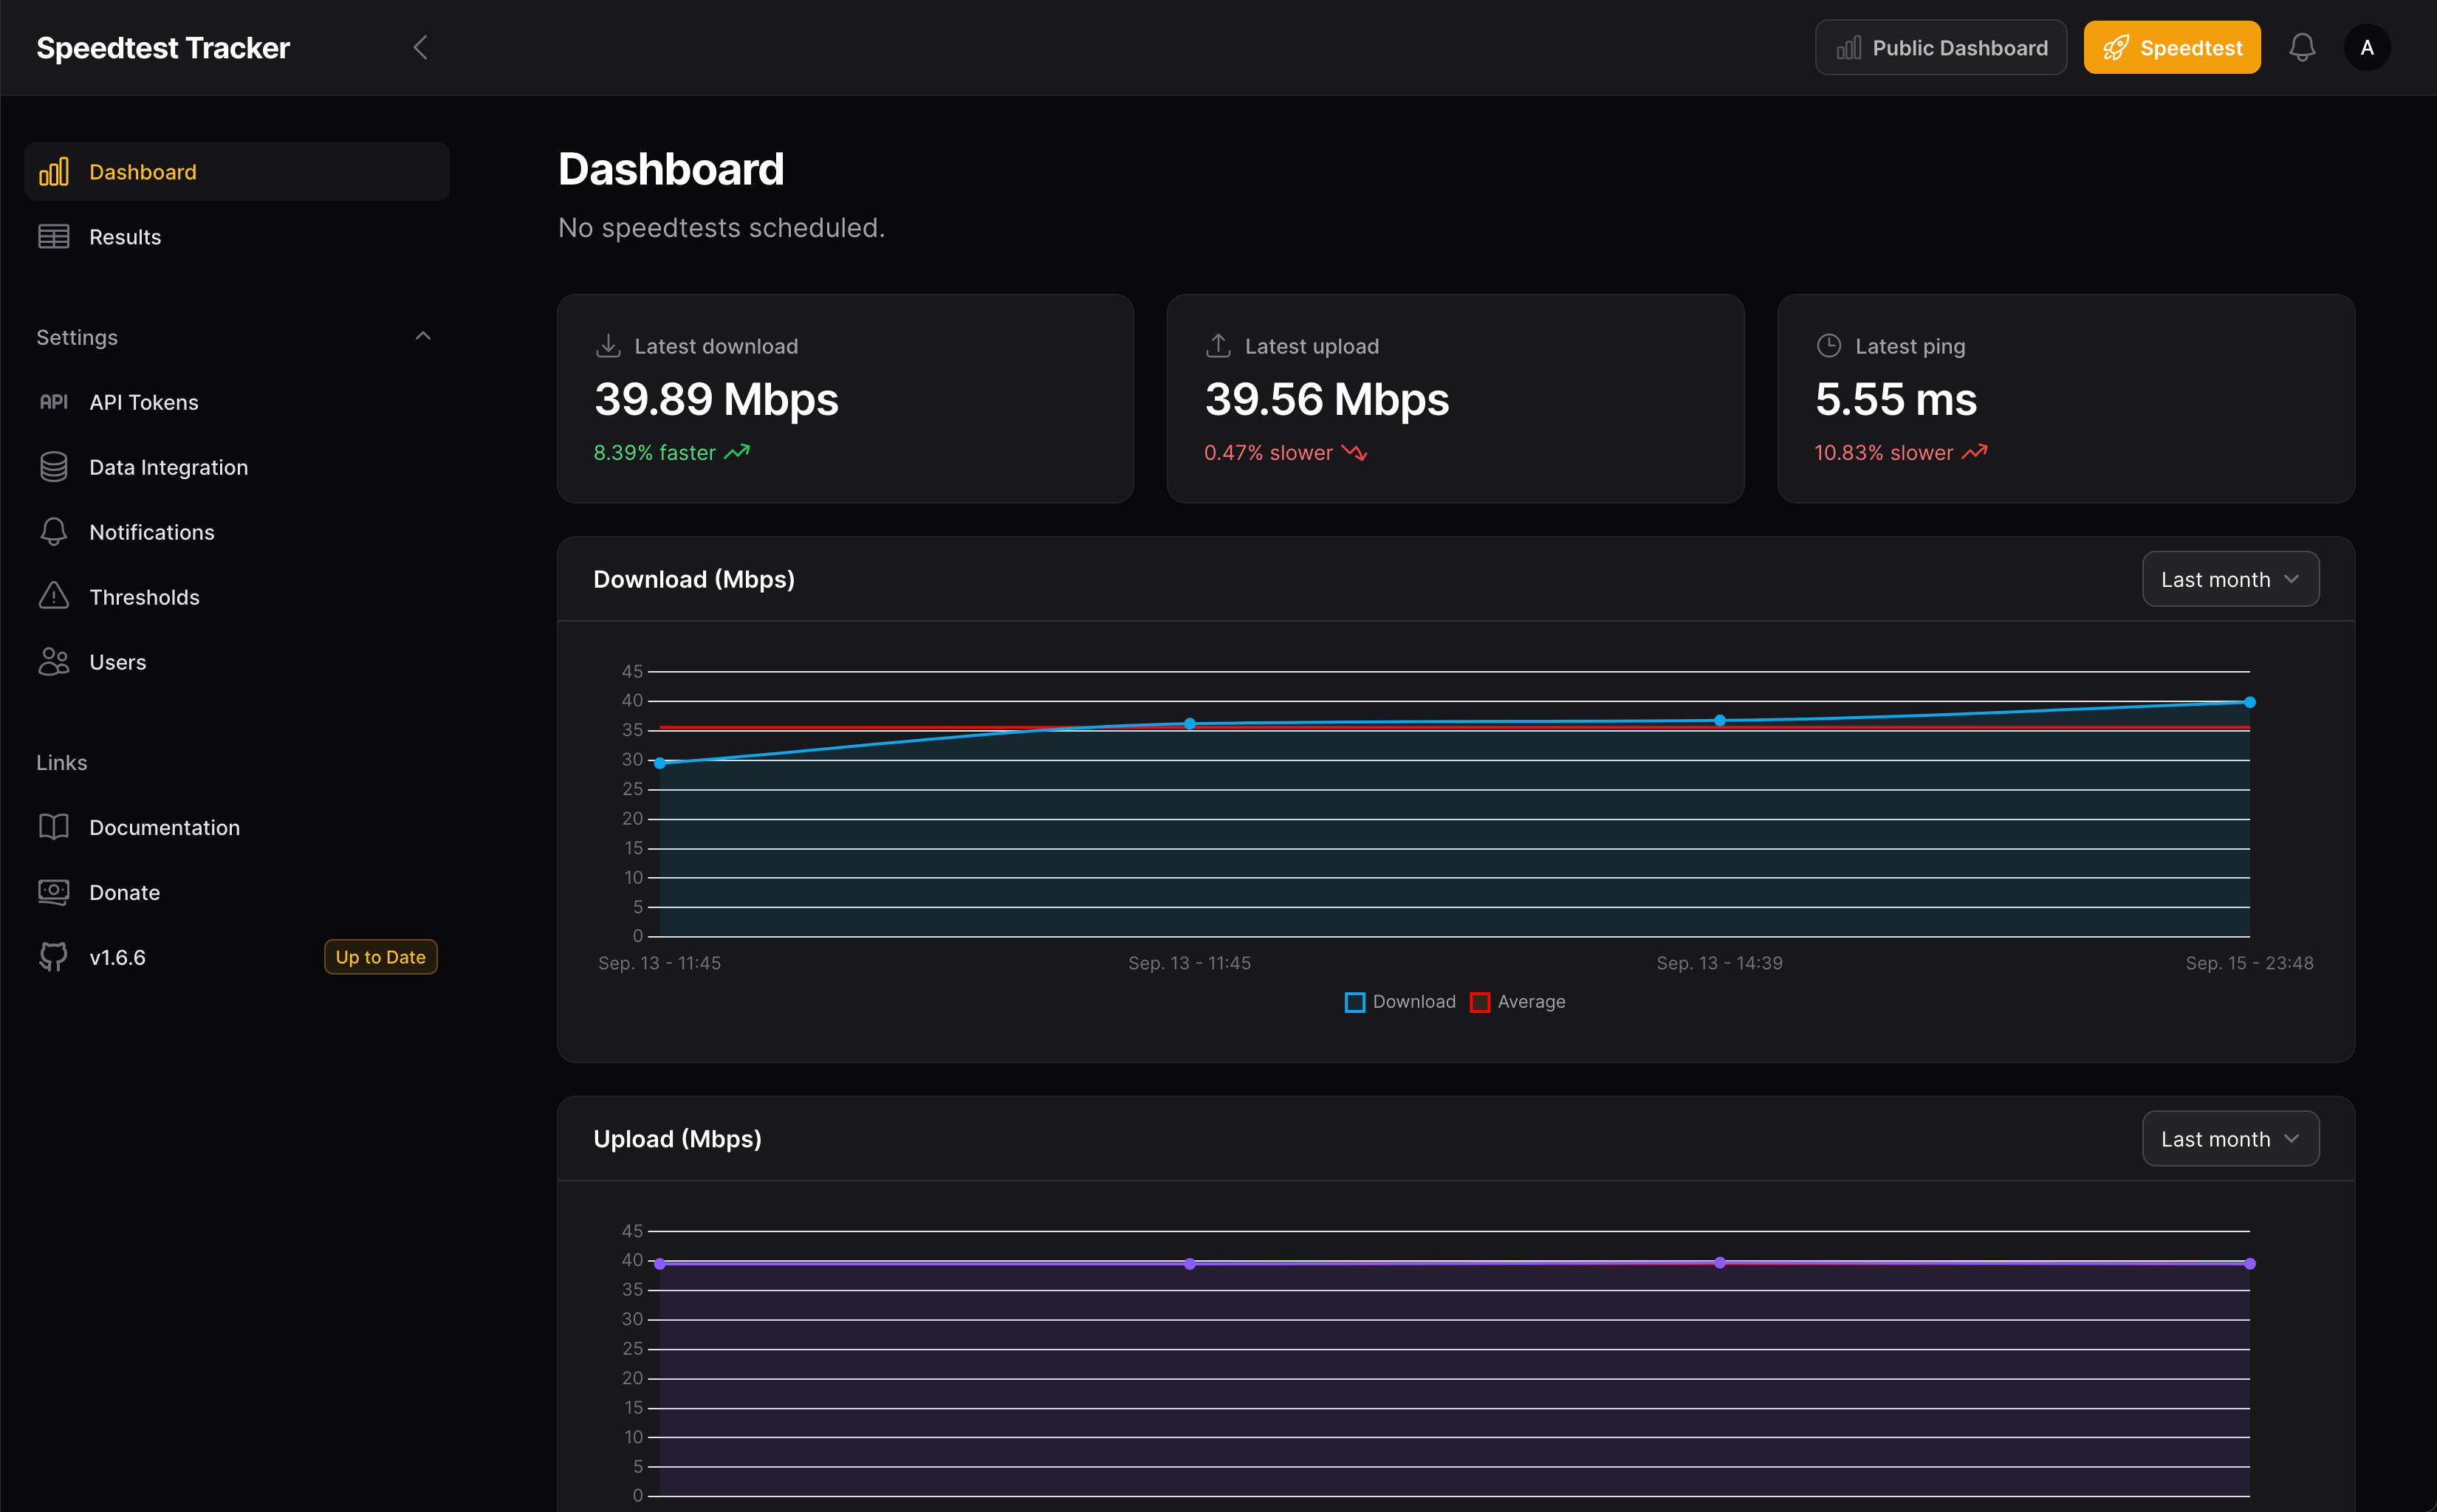 Speedtest Tracker
Public Dashboard
Speedtest
A
Dashboard
Results
Settings
API
API Tokens
Data Integration
Notifications
Thresholds
Users
Links
Documentation
Donate
v1.6.6
Up to Date
Dashboard
No speedtests scheduled.
Latest download
39.89 Mbps
8.39% faster
Latest upload
39.56 Mbps
0.47% slower
Latest ping
5.55 ms
10.83% slower
Download (Mbps)
Last month
45
40
35
30
25
20
15
10
5
0
Sep. 13 - 11:45
Sep. 13 - 11:45
Sep. 13 - 14:39
Sep. 15 - 23:48
Download
Average
Upload (Mbps)
Last month
45
40
35
30
25
20
15
10
5
0